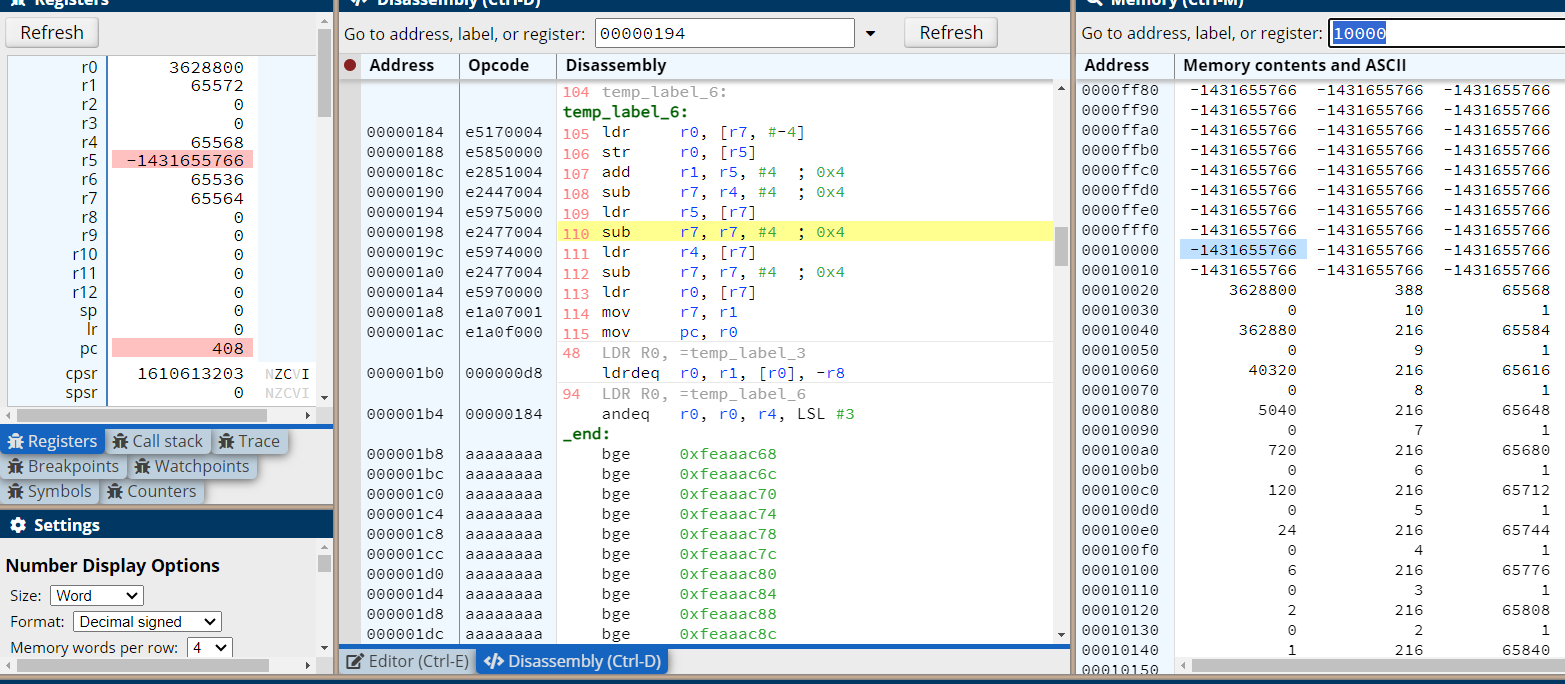 Registers
Refresh
r0 3628800
r1 65572
r2 0
r3 0
r4 65568
r5 -1431655766
r6 65536
r7 65564
r8 0
r9 0
r10 0
r11 0
r12 0
sp 0
lr 0
pc 408
cpsr 1610613203 NZCVI
spsr 0 NZCVI
Registers Call stack Trace
Breakpoints Watchpoints
Symbols Counters
Settings
Number Display Options
Size: Word
Format: Decimal signed
Memory words per row: 4
Disassembly (Ctrl-D)
Go to address, label, or register: 00000194 Refresh
Address Opcode Disassembly
104 temp_label_6:
temp_label_6:
00000184 e5170004 105 ldr r0, [r7, #-4]
00000188 e5850000 106 str r0, [r5]
0000018c e2851004 107 add r1, r5, #4 ; 0x4
00000190 e2447004 108 sub r7, r4, #4 ; 0x4
00000194 e5975000 109 ldr r5, [r7]
00000198 e2477004 110 sub r7, r7, #4 ; 0x4
0000019c e5974000 111 ldr r4, [r7]
000001a0 e2477004 112 sub r7, r7, #4 ; 0x4
000001a4 e5970000 113 ldr r0, [r7]
000001a8 e1a07001 114 mov r7, r1
000001ac e1a0f000 115 mov pc, r0
48 LDR R0, =temp_label_3
000001b0 000000d8 ldrdeq r0, r1, [r0], -r8
94 LDR R0, =temp_label_6
000001b4 00000184 andeq r0, r0, r4, LSL #3
_end:
000001b8 aaaaaaaa bge 0xfeaaac68
000001bc aaaaaaaa bge 0xfeaaac6c
000001c0 aaaaaaaa bge 0xfeaaac70
000001c4 aaaaaaaa bge 0xfeaaac74
000001c8 aaaaaaaa bge 0xfeaaac78
000001cc aaaaaaaa bge 0xfeaaac7c
000001d0 aaaaaaaa bge 0xfeaaac80
000001d4 aaaaaaaa bge 0xfeaaac84
000001d8 aaaaaaaa bge 0xfeaaac88
000001dc aaaaaaaa bge 0xfeaaac8c
Editor (Ctrl-E) Disassembly (Ctrl-D)
Memory (Ctrl-M)
Go to address, label, or register: 10000
Address Memory contents and ASCII
0000ff80 -1431655766 -1431655766 -1431655766
0000ff90 -1431655766 -1431655766 -1431655766
0000ffa0 -1431655766 -1431655766 -1431655766
0000ffb0 -1431655766 -1431655766 -1431655766
0000ffc0 -1431655766 -1431655766 -1431655766
0000ffd0 -1431655766 -1431655766 -1431655766
0000ffe0 -1431655766 -1431655766 -1431655766
0000fff0 -1431655766 -1431655766 -1431655766
00010000 -1431655766 -1431655766 -1431655766
00010010 -1431655766 -1431655766 -1431655766
00010020 3628800 388 65568
00010030 0 10 1
00010040 362880 216 65584
00010050 0 9 1
00010060 40320 216 65616
00010070 0 8 1
00010080 5040 216 65648
00010090 0 7 1
000100a0 720 216 65680
000100b0 0 6 1
000100c0 120 216 65712
000100d0 0 5 1
000100e0 24 216 65744
000100f0 0 4 1
00010100 6 216 65776
00010110 0 3 1
00010120 2 216 65808
00010130 0 2 1
00010140 1 216 65840
00010150